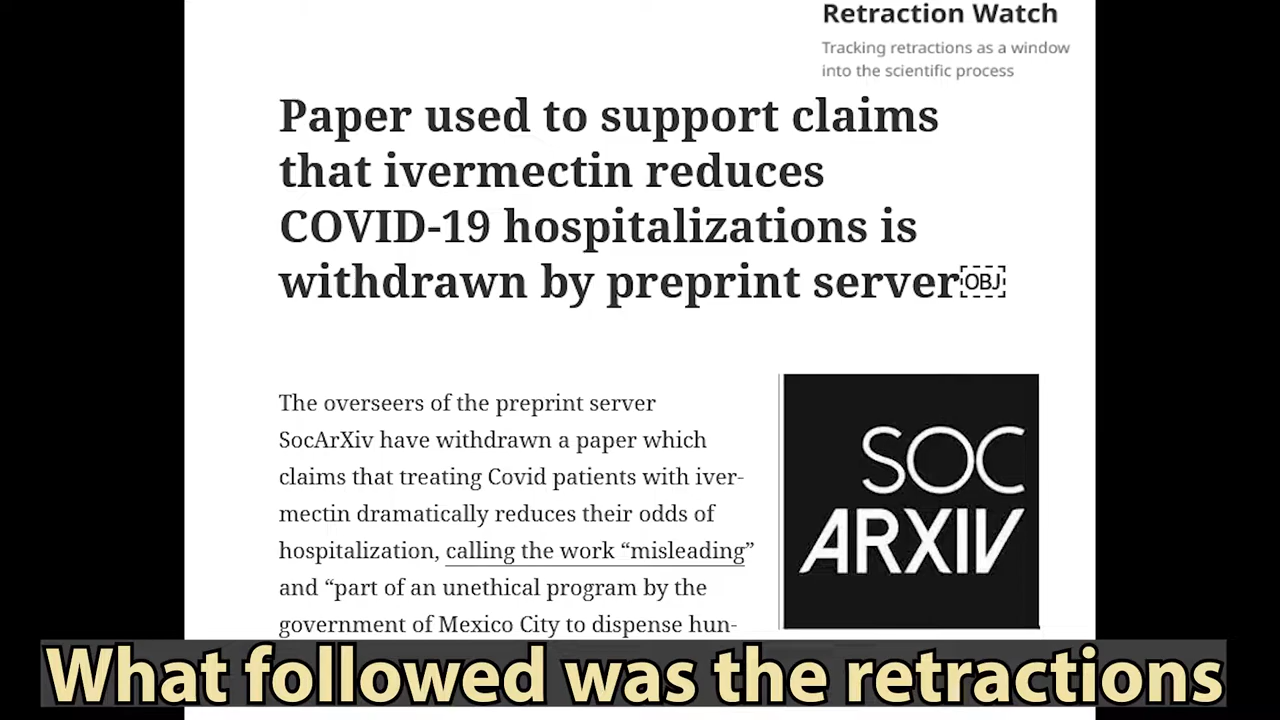 Retraction Watch
Tracking retractions as a window
into the scientific process
Paper used to support claims
that ivermectin reduces
COVID-19 hospitalizations is
withdrawn by preprint server￼
The overseers of the preprint server
SocArXiv have withdrawn a paper which
claims that treating Covid patients with iver-
mectin dramatically reduces their odds of
hospitalization, calling the work “misleading”
and “part of an unethical program by the
government of Mexico City to dispense hun-
SOC
ARXIV
What followed was the retractions